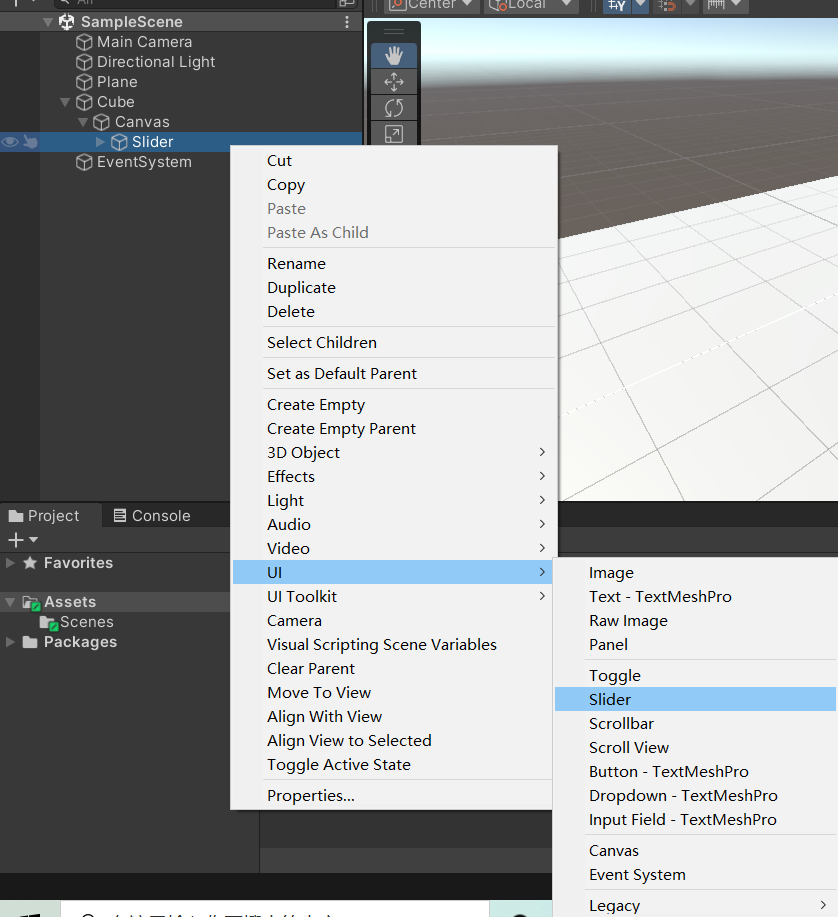 All
SampleScene
Main Camera
Directional Light
Plane
Cube
Canvas
Slider
EventSystem
Center
Local
Cut
Copy
Paste
Paste As Child
Rename
Duplicate
Delete
Select Children
Set as Default Parent
Create Empty
Create Empty Parent
3D Object
Effects
Light
Audio
Video
UI
UI Toolkit
Camera
Visual Scripting Scene Variables
Clear Parent
Move To View
Align With View
Align View to Selected
Toggle Active State
Properties...
Image
Text - TextMeshPro
Raw Image
Panel
Toggle
Slider
Scrollbar
Scroll View
Button - TextMeshPro
Dropdown - TextMeshPro
Input Field - TextMeshPro
Canvas
Event System
Legacy
Project
Console
Favorites
Assets
Scenes
Packages